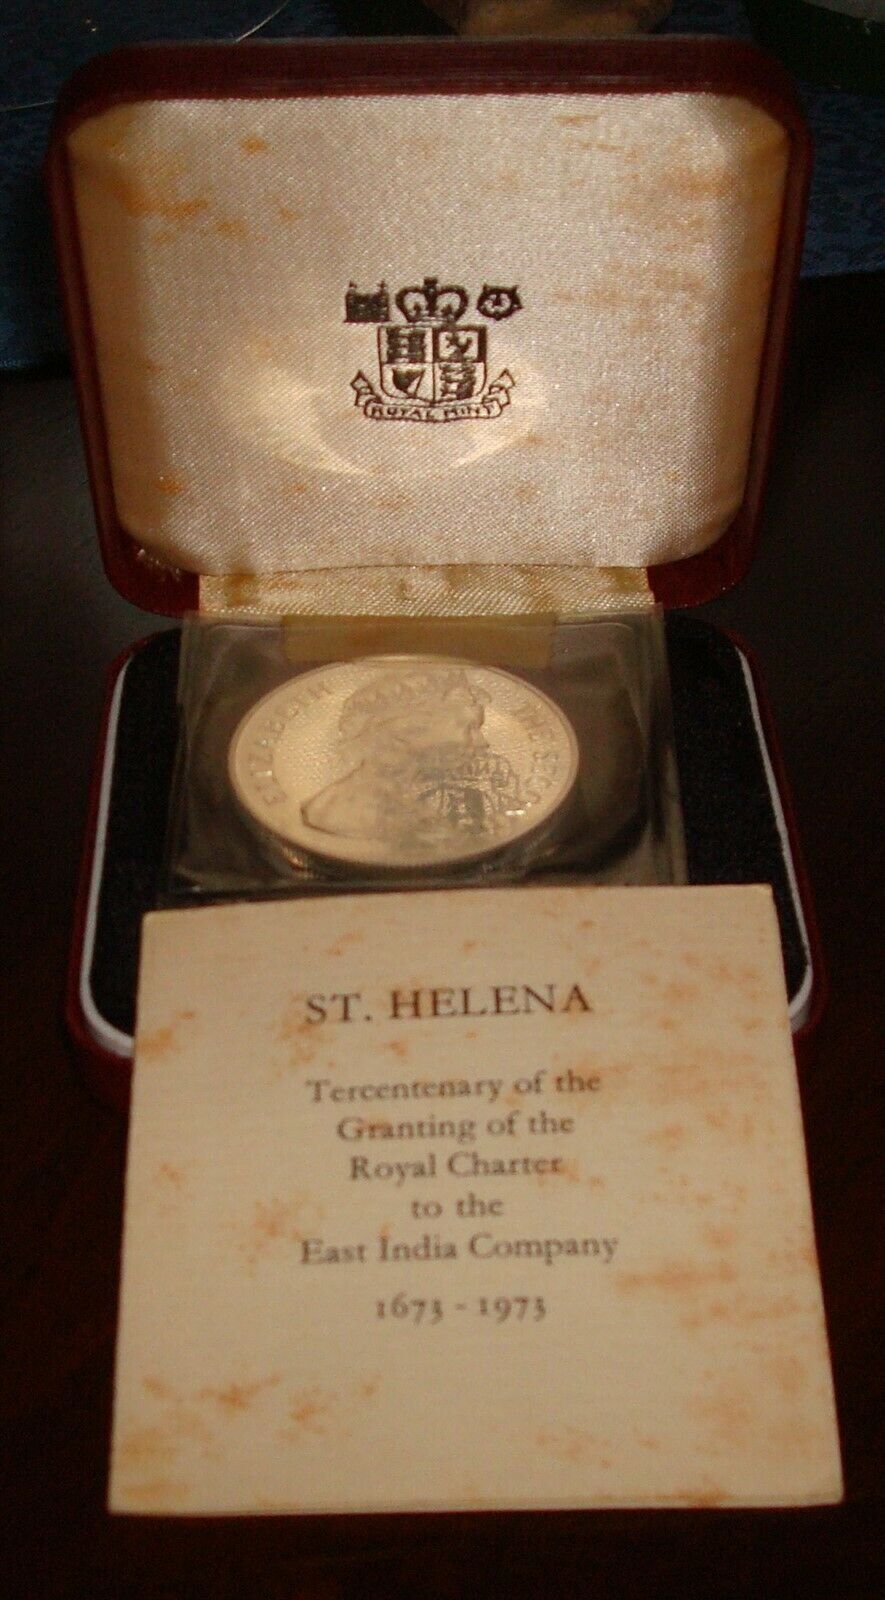 ROYAL MINT
ELIZABETH THE SECO
ST. HELENA
Tercentenary of the
Granting of the
Royal Charter
to the
East India Company
1673 - 1973